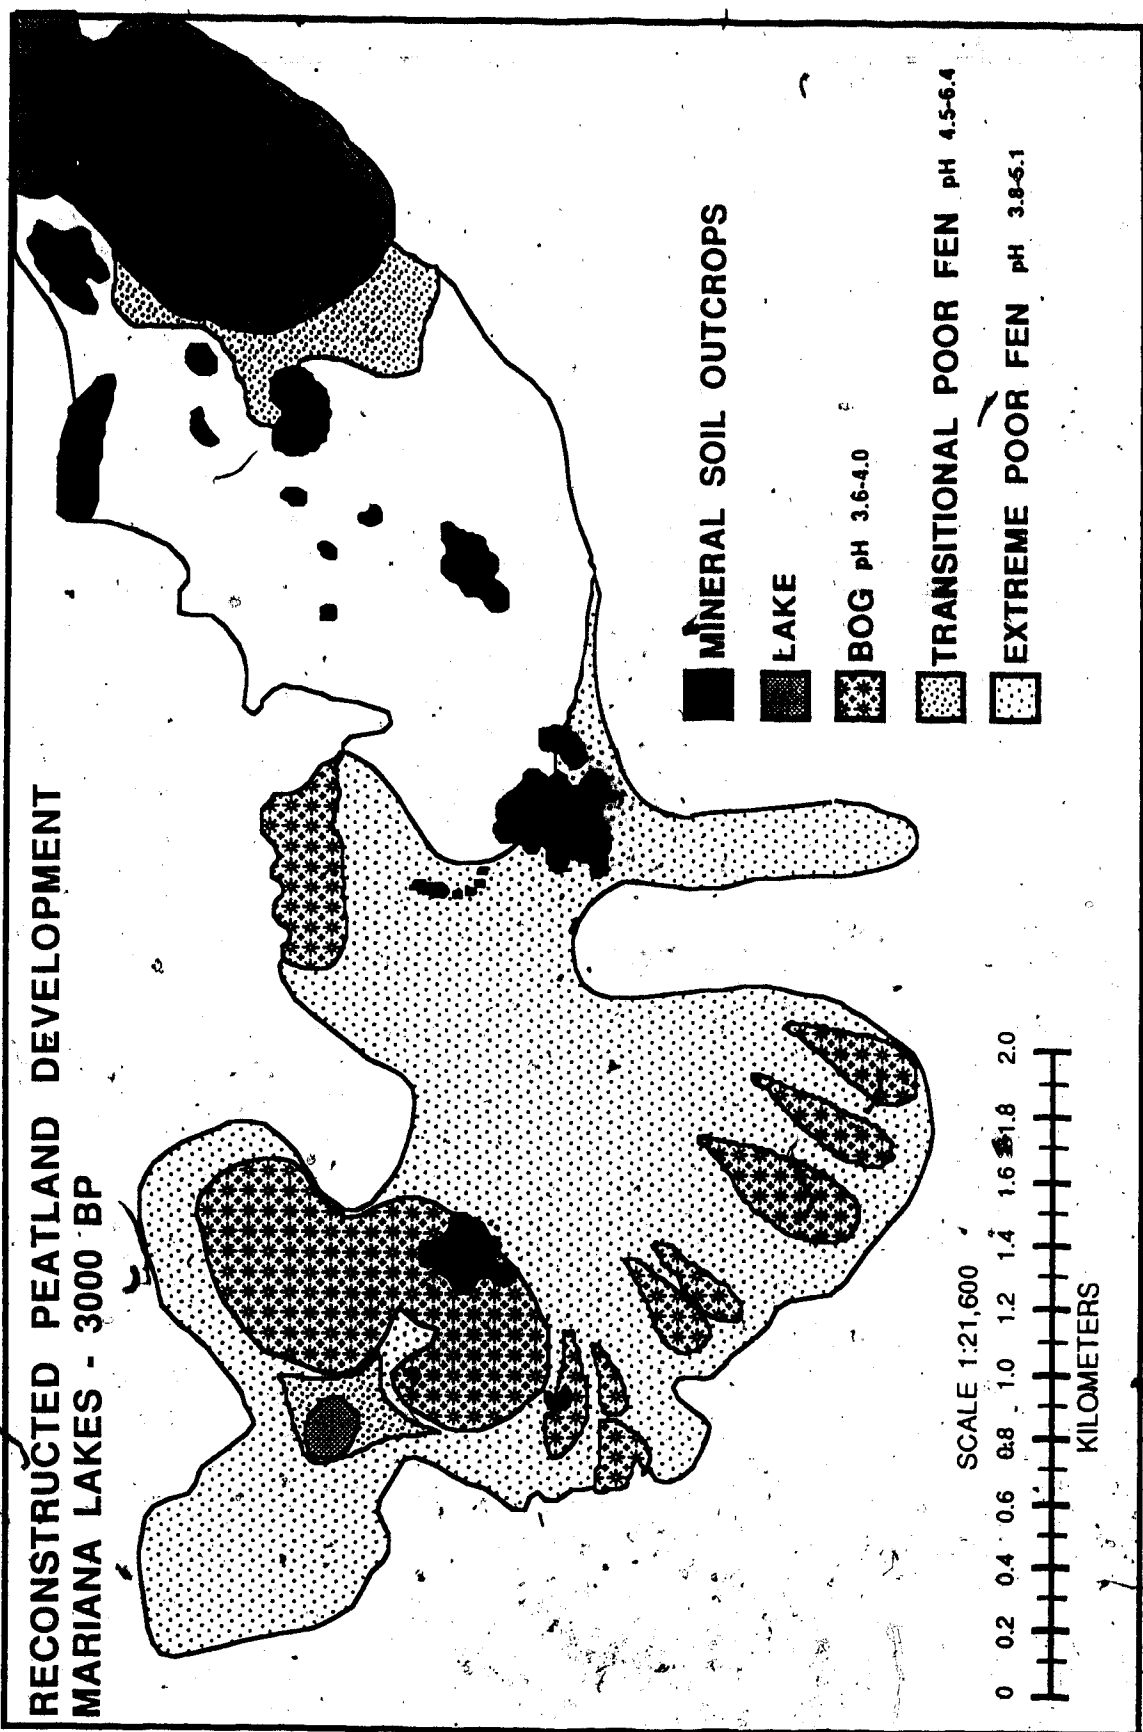 RECONSTRUCTED PEATLAND DEVELOPMENT
MARIANA LAKES - 3000 BP
MINERAL SOIL OUTCROPS
LAKE
BOG pH 3.6-4.0
TRANSITIONAL POOR FEN pH 4.5-6.4
EXTREME POOR FEN pH 3.8-5.1
SCALE 1:21,600
0 0.2 0.4 0.6 0.8 1.0 1.2 1.4 1.6 1.8 2.0
KILOMETERS